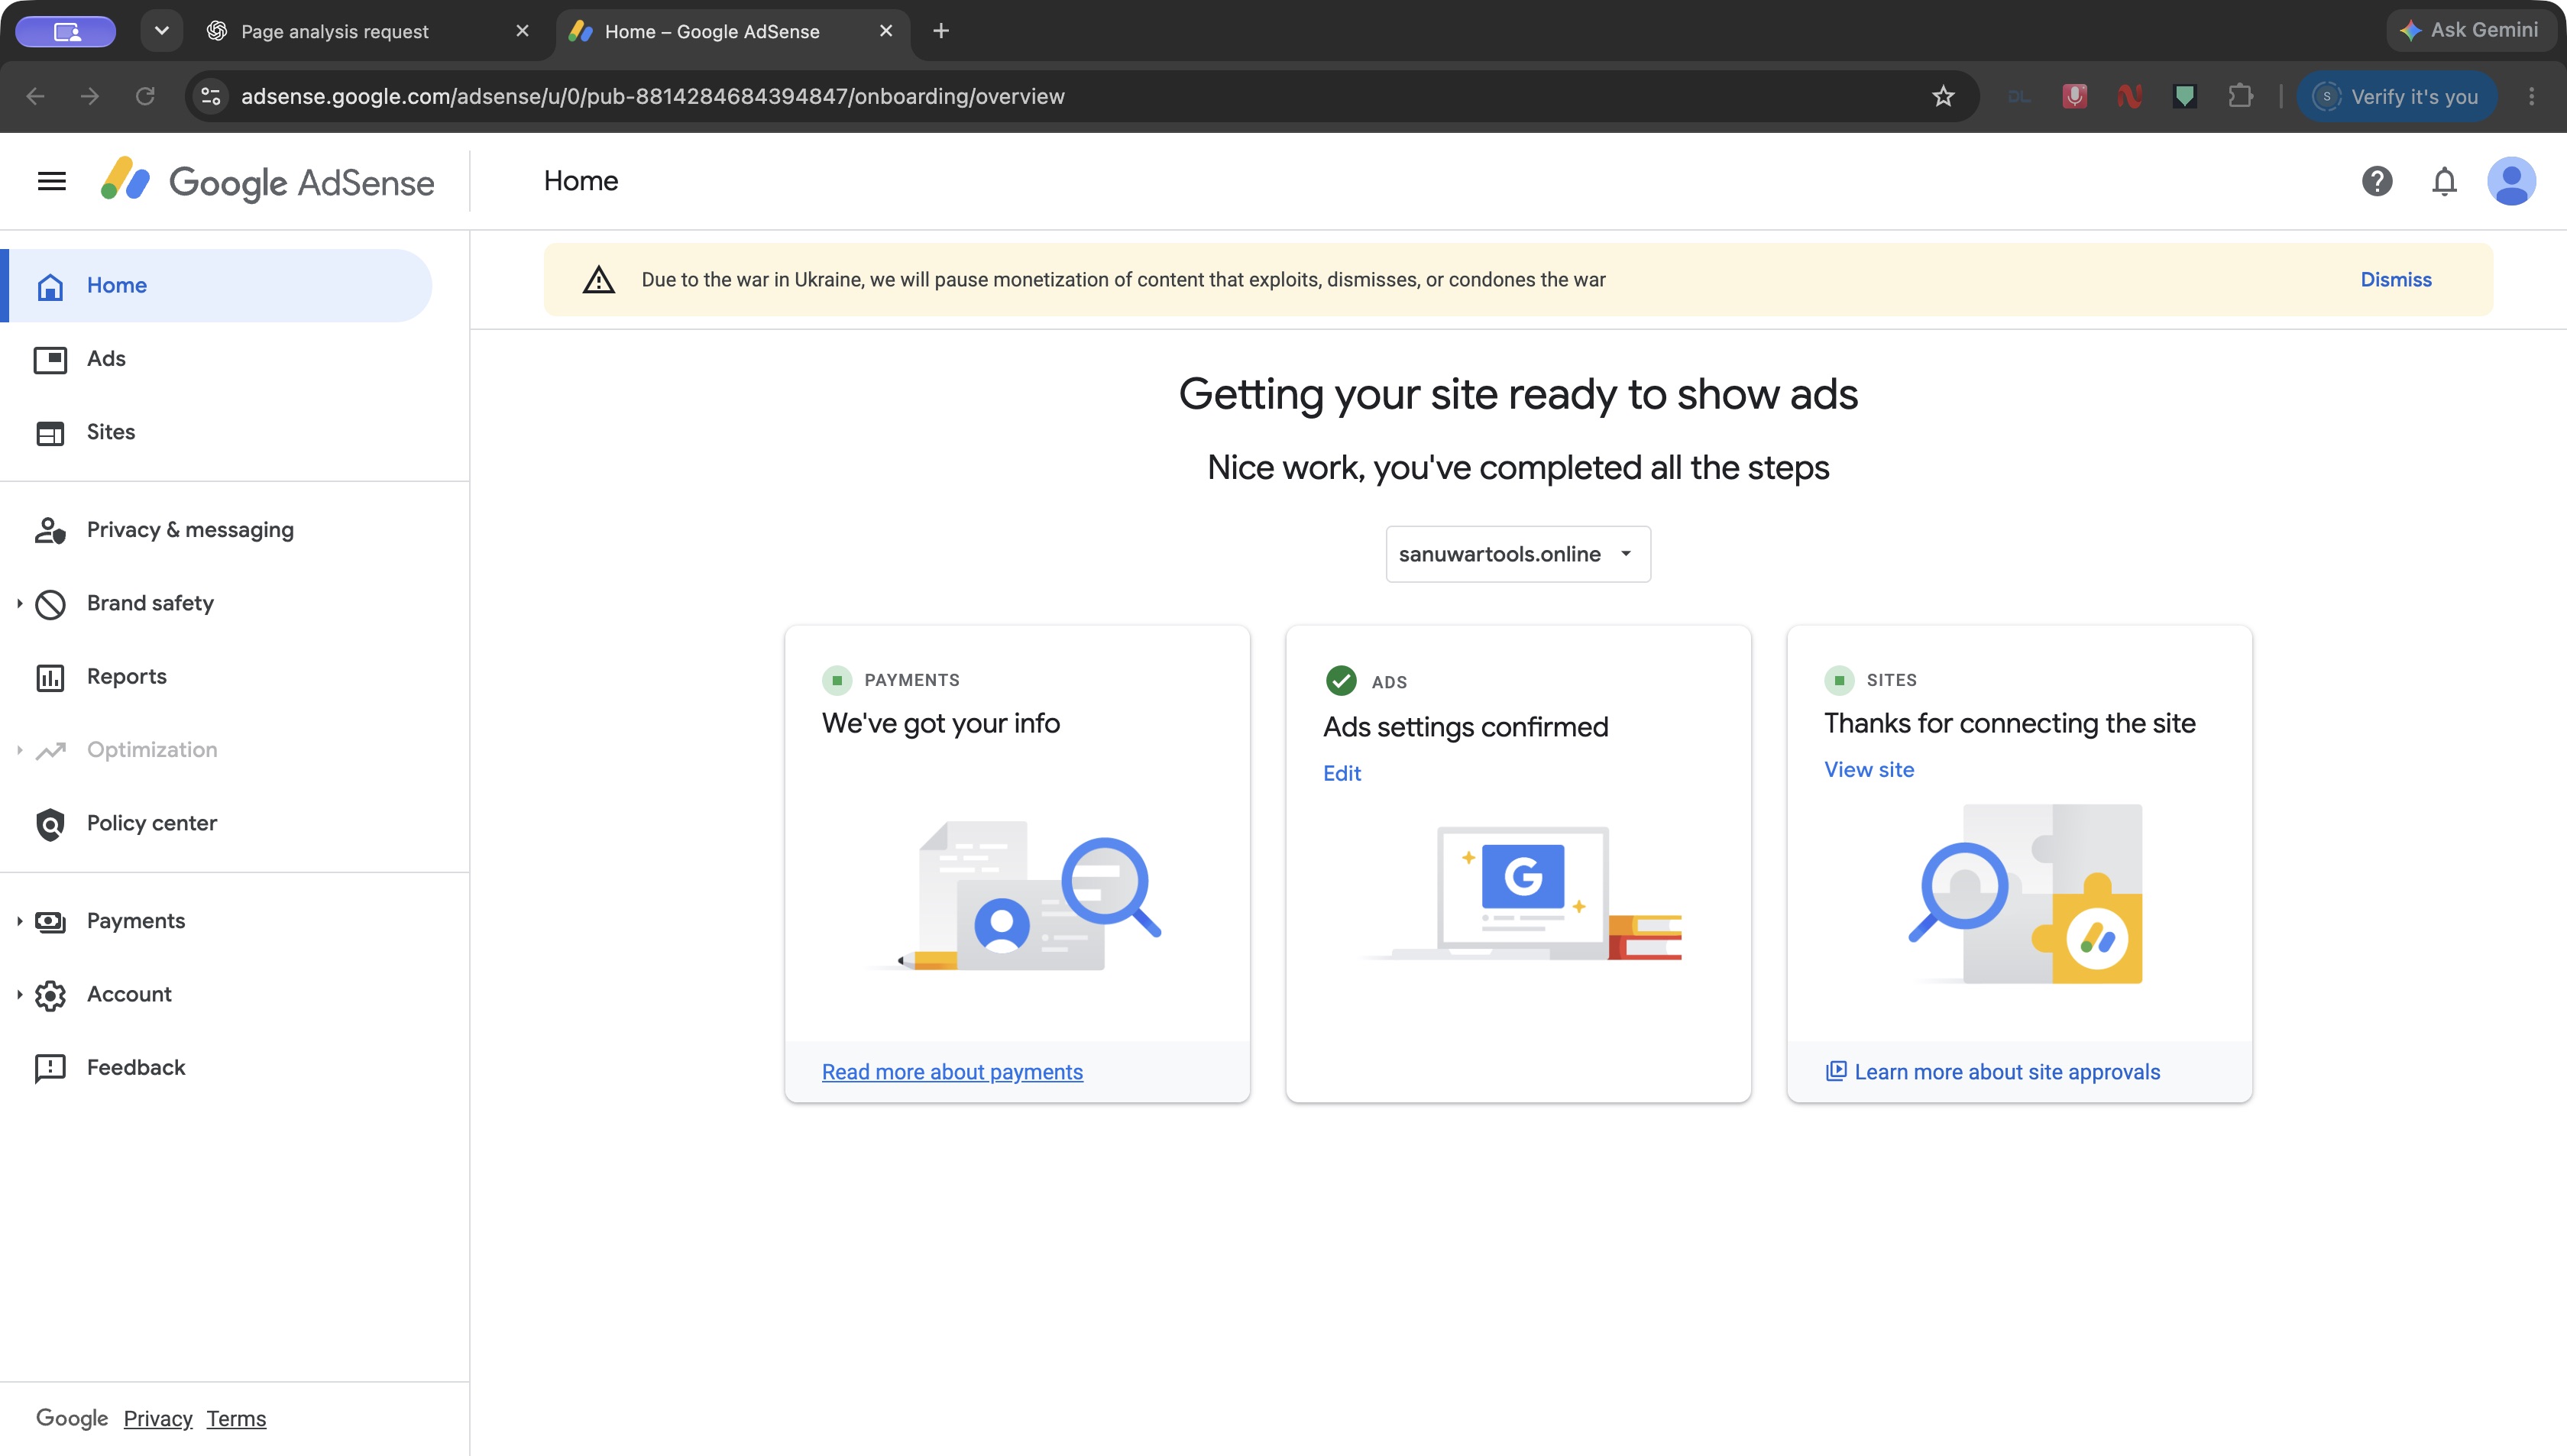 Page analysis request
Home – Google AdSense
Ask Gemini
adsense.google.com/adsense/u/0/pub-8814284684394847/onboarding/overview
DL
S
Verify it's you
Google AdSense
Home
Home
Ads
Sites
Privacy & messaging
Brand safety
Reports
Optimization
Policy center
Payments
Account
Feedback
Google Privacy Terms
Due to the war in Ukraine, we will pause monetization of content that exploits, dismisses, or condones the war
Dismiss
Getting your site ready to show ads
Nice work, you've completed all the steps
sanuwartools.online
PAYMENTS
We've got your info
Read more about payments
ADS
Ads settings confirmed
Edit
G
SITES
Thanks for connecting the site
View site
Learn more about site approvals